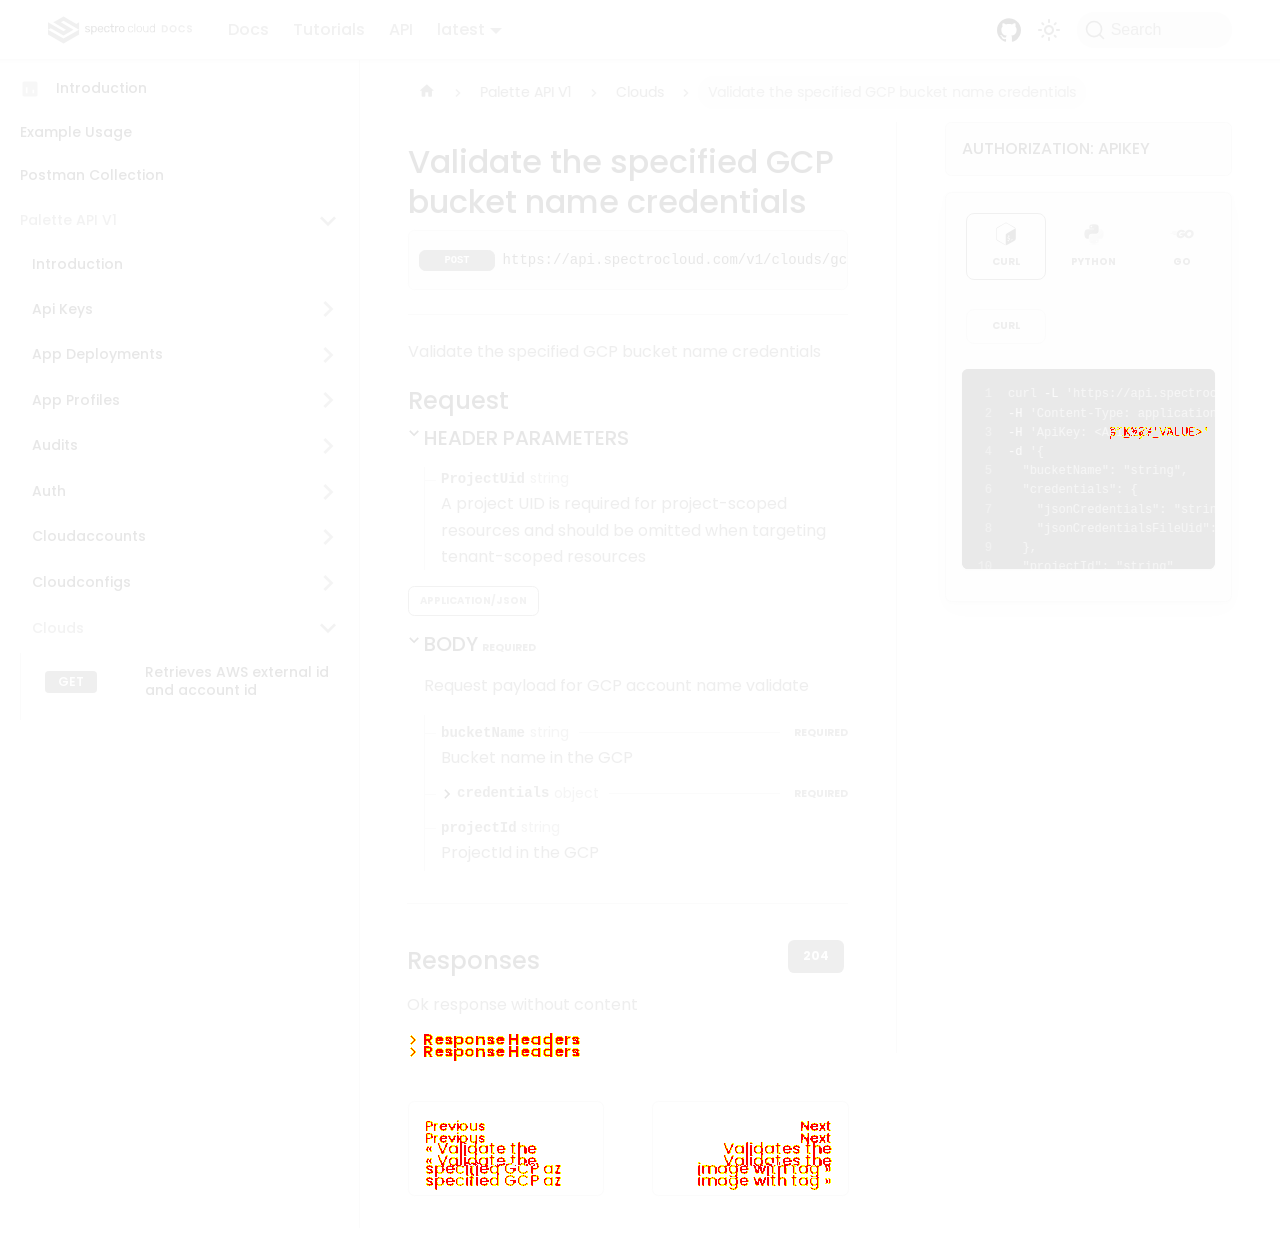 spectro cloud DOCS Docs Tutorials API latest Search
Introduction
Example Usage
Postman Collection
Palette API V1
Introduction
Api Keys
App Deployments
App Profiles
Audits
Auth
Cloudaccounts
Cloudconfigs
Clouds
GET Retrieves AWS external id
and account id
Palette API V1 Clouds Validate the specified GCP bucket name credentials
Validate the specified GCP
bucket name credentials
POST https://api.spectrocloud.com/v1/clouds/gc
Validate the specified GCP bucket name credentials
Request
HEADER PARAMETERS
ProjectUid string
A project UID is required for project-scoped
resources and should be omitted when targeting
tenant-scoped resources
APPLICATION/JSON
BODY REQUIRED
Request payload for GCP account name validate
bucketName string REQUIRED
Bucket name in the GCP
credentials object REQUIRED
projectId string
ProjectId in the GCP
Responses 204
Ok response without content
Response Headers
Response Headers
Previous
Previous
« Validate the
« Validate the
specified GCP az
specified GCP az
Next
Next
Validates the
Validates the
image with tag »
image with tag »
AUTHORIZATION: APIKEY
CURL PYTHON GO
CURL
1 curl -L 'https://api.spectroc
2 -H 'Content-Type: application
3 -H 'ApiKey: _VALUE>'
4 -d '{
5 "bucketName": "string",
6 "credentials": {
7 "jsonCredentials": "strin
8 "jsonCredentialsFileUid":
9 },
10 "projectId": "string"